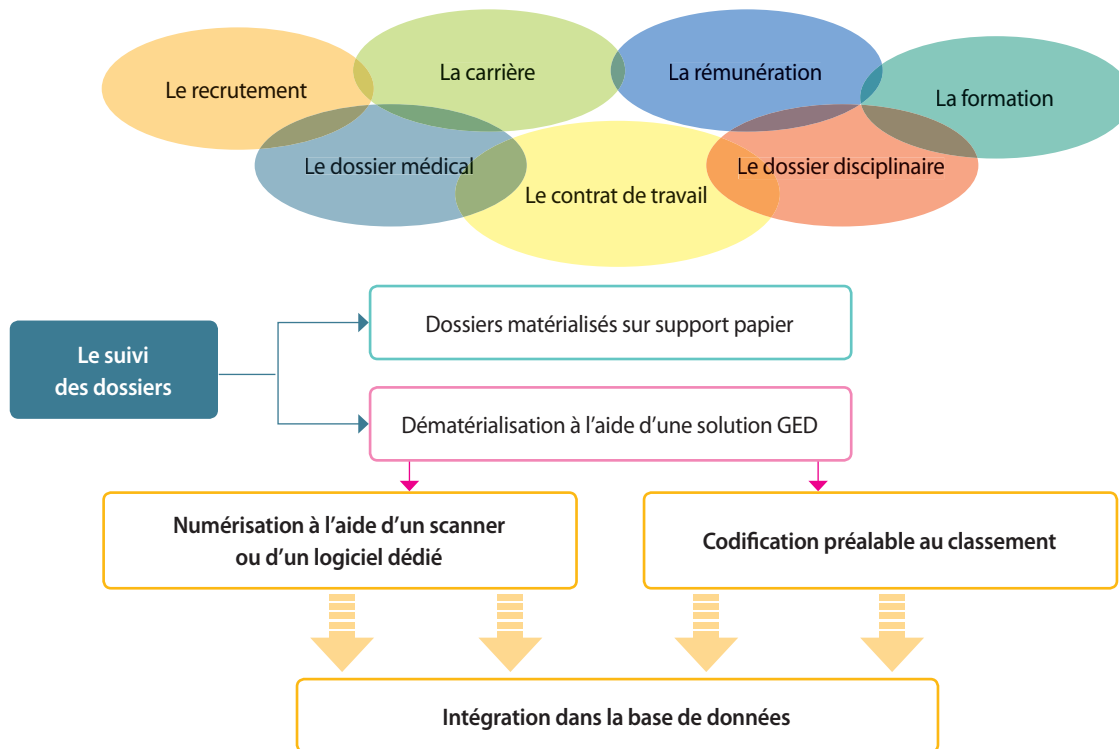 Le recrutement
La carrière
La rémunération
La formation
Le dossier médical
Le contrat de travail
Le dossier disciplinaire
Le suivi
des dossiers
Dossiers matérialisés sur support papier
Dématérialisation à l’aide d’une solution GED
Numérisation à l’aide d’un scanner
ou d’un logiciel dédié
Codification préalable au classement
Intégration dans la base de données